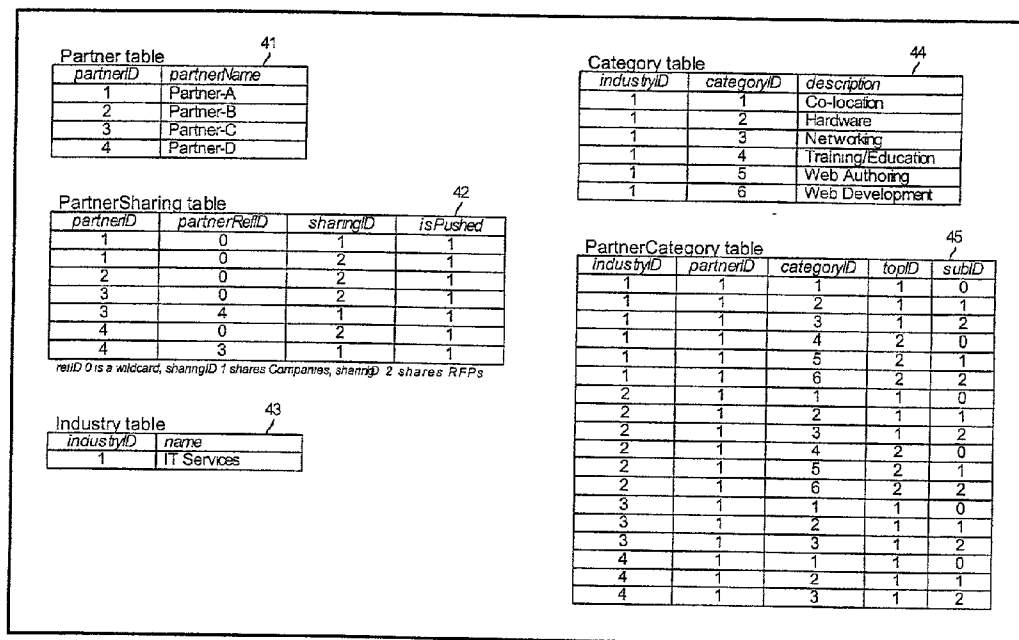 Partner table
41
partnerID partnerName
1 Partner-A
2 Partner-B
3 Partner-C
4 Partner-D
PartnerSharing table
42
partnerID partnerRefID sharingID isPushed
1 0 1 1
1 0 2 1
2 0 2 1
3 0 2 1
3 4 1 1
4 0 2 1
4 3 1 1
refID 0 is a wildcard, sharingID 1 shares Companies, sharingID 2 shares RFPs
Industry table
43
industryID name
1 IT Services
Category table
44
industryID categoryID description
1 1 Co-location
1 2 Hardware
1 3 Networking
1 4 Training/Education
1 5 Web Authoring
1 6 Web Development
PartnerCategory table
45
industryID partnerID categoryID topID subID
1 1 1 1 0
1 1 2 1 1
1 1 3 1 2
1 1 4 2 0
1 1 5 2 1
1 1 6 2 2
2 1 1 1 0
2 1 2 1 1
2 1 3 1 2
2 1 4 2 0
2 1 5 2 1
2 1 6 2 2
3 1 1 1 0
3 1 2 1 1
3 1 3 1 2
4 1 1 1 0
4 1 2 1 1
4 1 3 1 2